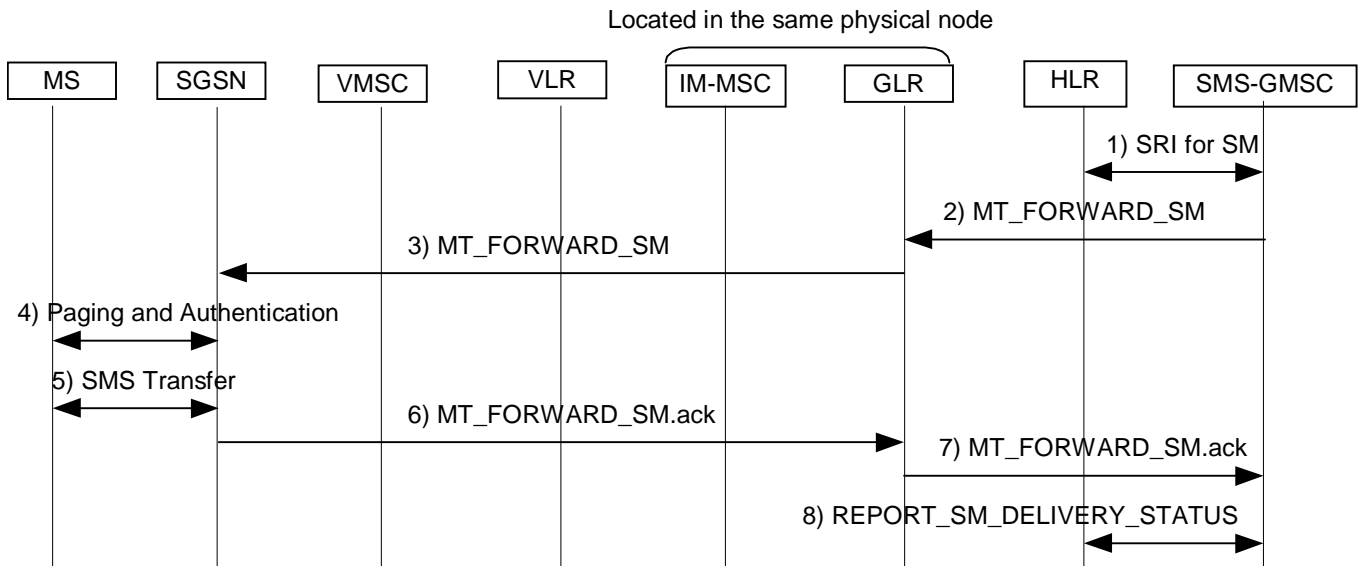 Located in the same physical node
MS
SGSN
VMSC
VLR
IM-MSC
GLR
HLR
SMS-GMSC
1) SRI for SM
2) MT_FORWARD_SM
3) MT_FORWARD_SM
4) Paging and Authentication
5) SMS Transfer
6) MT_FORWARD_SM.ack
7) MT_FORWARD_SM.ack
8) REPORT_SM_DELIVERY_STATUS